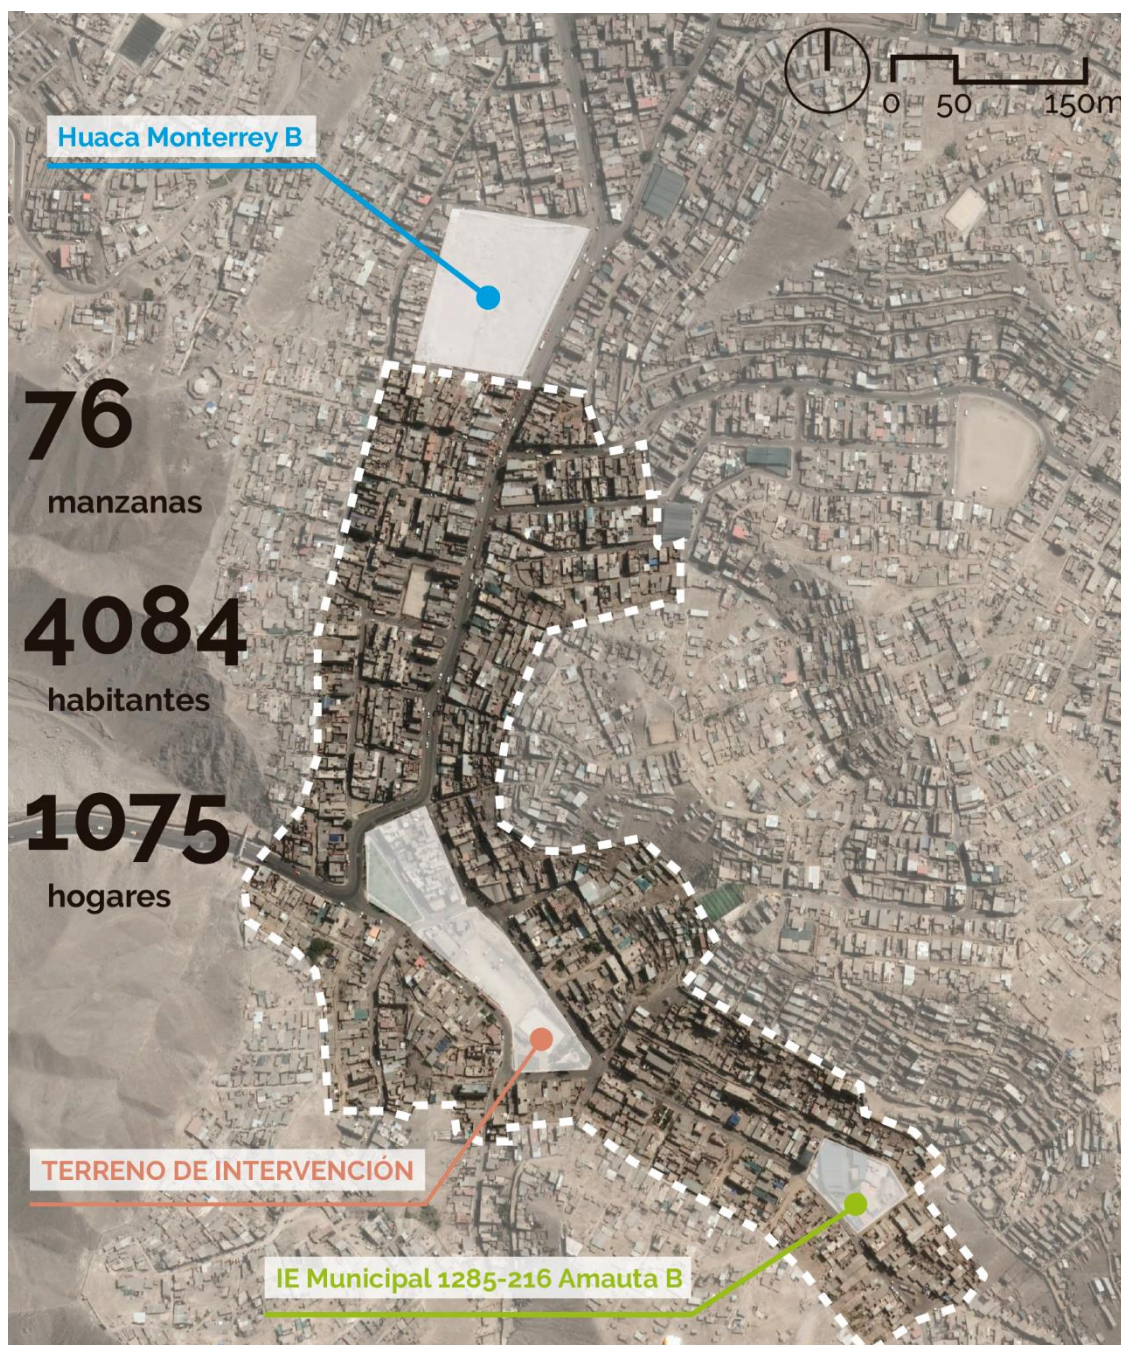 0 50 150m
Huaca Monterrey B
76
manzanas
4084
habitantes
1075
hogares
TERRENO DE INTERVENCIÓN
IE Municipal 1285-216 Amauta B